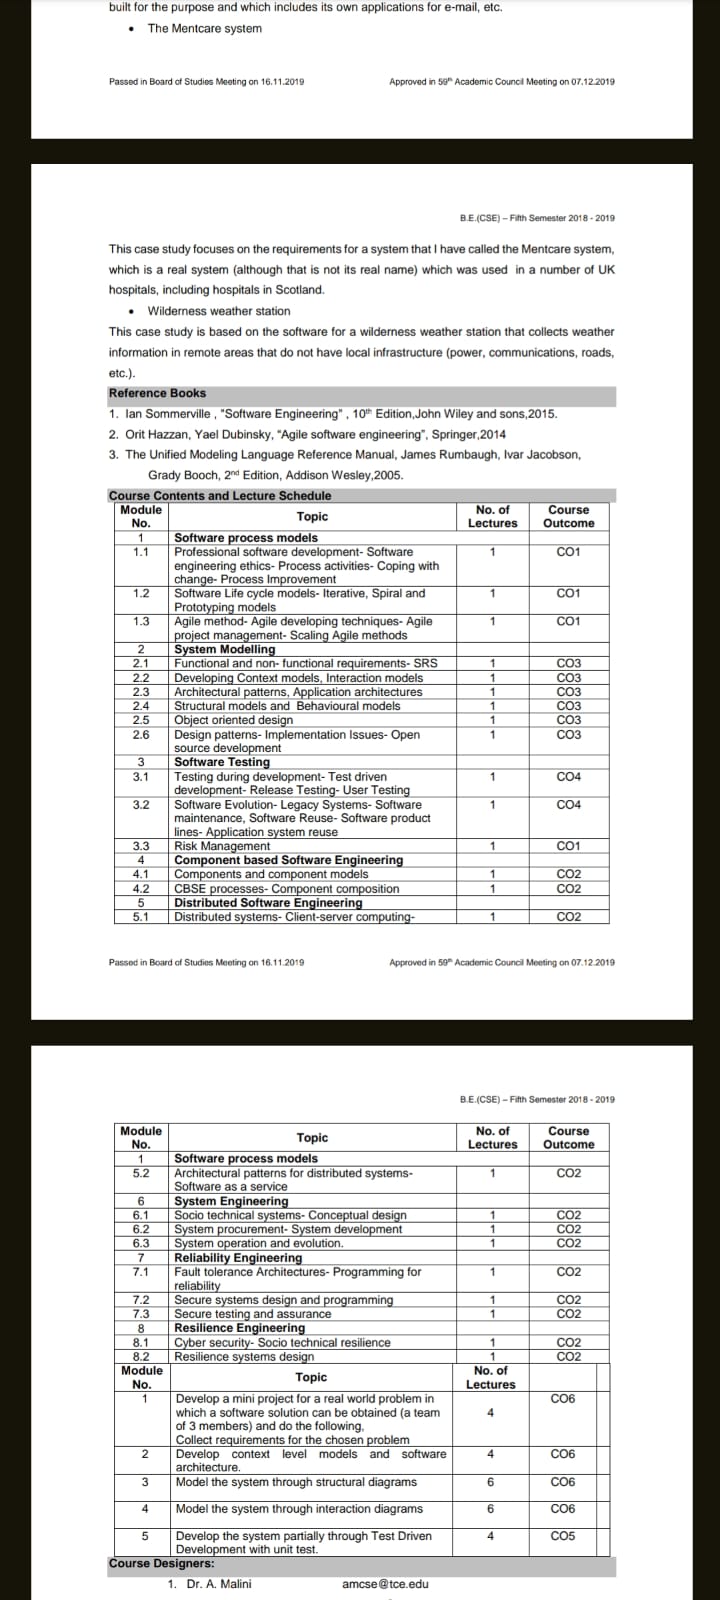 built for the purpose and which includes its own applications for e-mail, etc.
• The Mentcare system
Passed in Board of Studies Meeting on 16.11.2019 Approved in 59th Academic Council Meeting on 07.12.2019
B.E.(CSE) – Fifth Semester 2018 - 2019
This case study focuses on the requirements for a system that I have called the Mentcare system,
which is a real system (although that is not its real name) which was used in a number of UK
hospitals, including hospitals in Scotland.
• Wilderness weather station
This case study is based on the software for a wilderness weather station that collects weather
information in remote areas that do not have local infrastructure (power, communications, roads,
etc.).
Reference Books
1. Ian Sommerville , "Software Engineering" , 10th Edition,John Wiley and sons,2015.
2. Orit Hazzan, Yael Dubinsky, "Agile software engineering", Springer,2014
3. The Unified Modeling Language Reference Manual, James Rumbaugh, Ivar Jacobson,
Grady Booch, 2nd Edition, Addison Wesley,2005.
Course Contents and Lecture Schedule
Module No. Topic No. of Lectures Course Outcome
1 Software process models
1.1 Professional software development- Software 1 CO1
engineering ethics- Process activities- Coping with
change- Process Improvement
1.2 Software Life cycle models- Iterative, Spiral and 1 CO1
Prototyping models
1.3 Agile method- Agile developing techniques- Agile 1 CO1
project management- Scaling Agile methods
2 System Modelling
2.1 Functional and non- functional requirements- SRS 1 CO3
2.2 Developing Context models, Interaction models 1 CO3
2.3 Architectural patterns, Application architectures 1 CO3
2.4 Structural models and Behavioural models 1 CO3
2.5 Object oriented design 1 CO3
2.6 Design patterns- Implementation Issues- Open 1 CO3
source development
3 Software Testing
3.1 Testing during development- Test driven 1 CO4
development- Release Testing- User Testing
3.2 Software Evolution- Legacy Systems- Software 1 CO4
maintenance, Software Reuse- Software product
lines- Application system reuse
3.3 Risk Management 1 CO1
4 Component based Software Engineering
4.1 Components and component models 1 CO2
4.2 CBSE processes- Component composition 1 CO2
5 Distributed Software Engineering
5.1 Distributed systems- Client-server computing- 1 CO2
Passed in Board of Studies Meeting on 16.11.2019 Approved in 59th Academic Council Meeting on 07.12.2019
B.E.(CSE) – Fifth Semester 2018 - 2019
Module No. Topic No. of Lectures Course Outcome
1 Software process models
5.2 Architectural patterns for distributed systems- 1 CO2
Software as a service
6 System Engineering
6.1 Socio technical systems- Conceptual design 1 CO2
6.2 System procurement- System development 1 CO2
6.3 System operation and evolution. 1 CO2
7 Reliability Engineering
7.1 Fault tolerance Architectures- Programming for 1 CO2
reliability
7.2 Secure systems design and programming 1 CO2
7.3 Secure testing and assurance 1 CO2
8 Resilience Engineering
8.1 Cyber security- Socio technical resilience 1 CO2
8.2 Resilience systems design 1 CO2
Module No. Topic No. of Lectures
1 Develop a mini project for a real world problem in CO6
which a software solution can be obtained (a team 4
of 3 members) and do the following,
Collect requirements for the chosen problem
2 Develop context level models and software 4 CO6
architecture.
3 Model the system through structural diagrams 6 CO6
4 Model the system through interaction diagrams 6 CO6
5 Develop the system partially through Test Driven 4 CO5
Development with unit test.
Course Designers:
1. Dr. A. Malini amcse@tce.edu